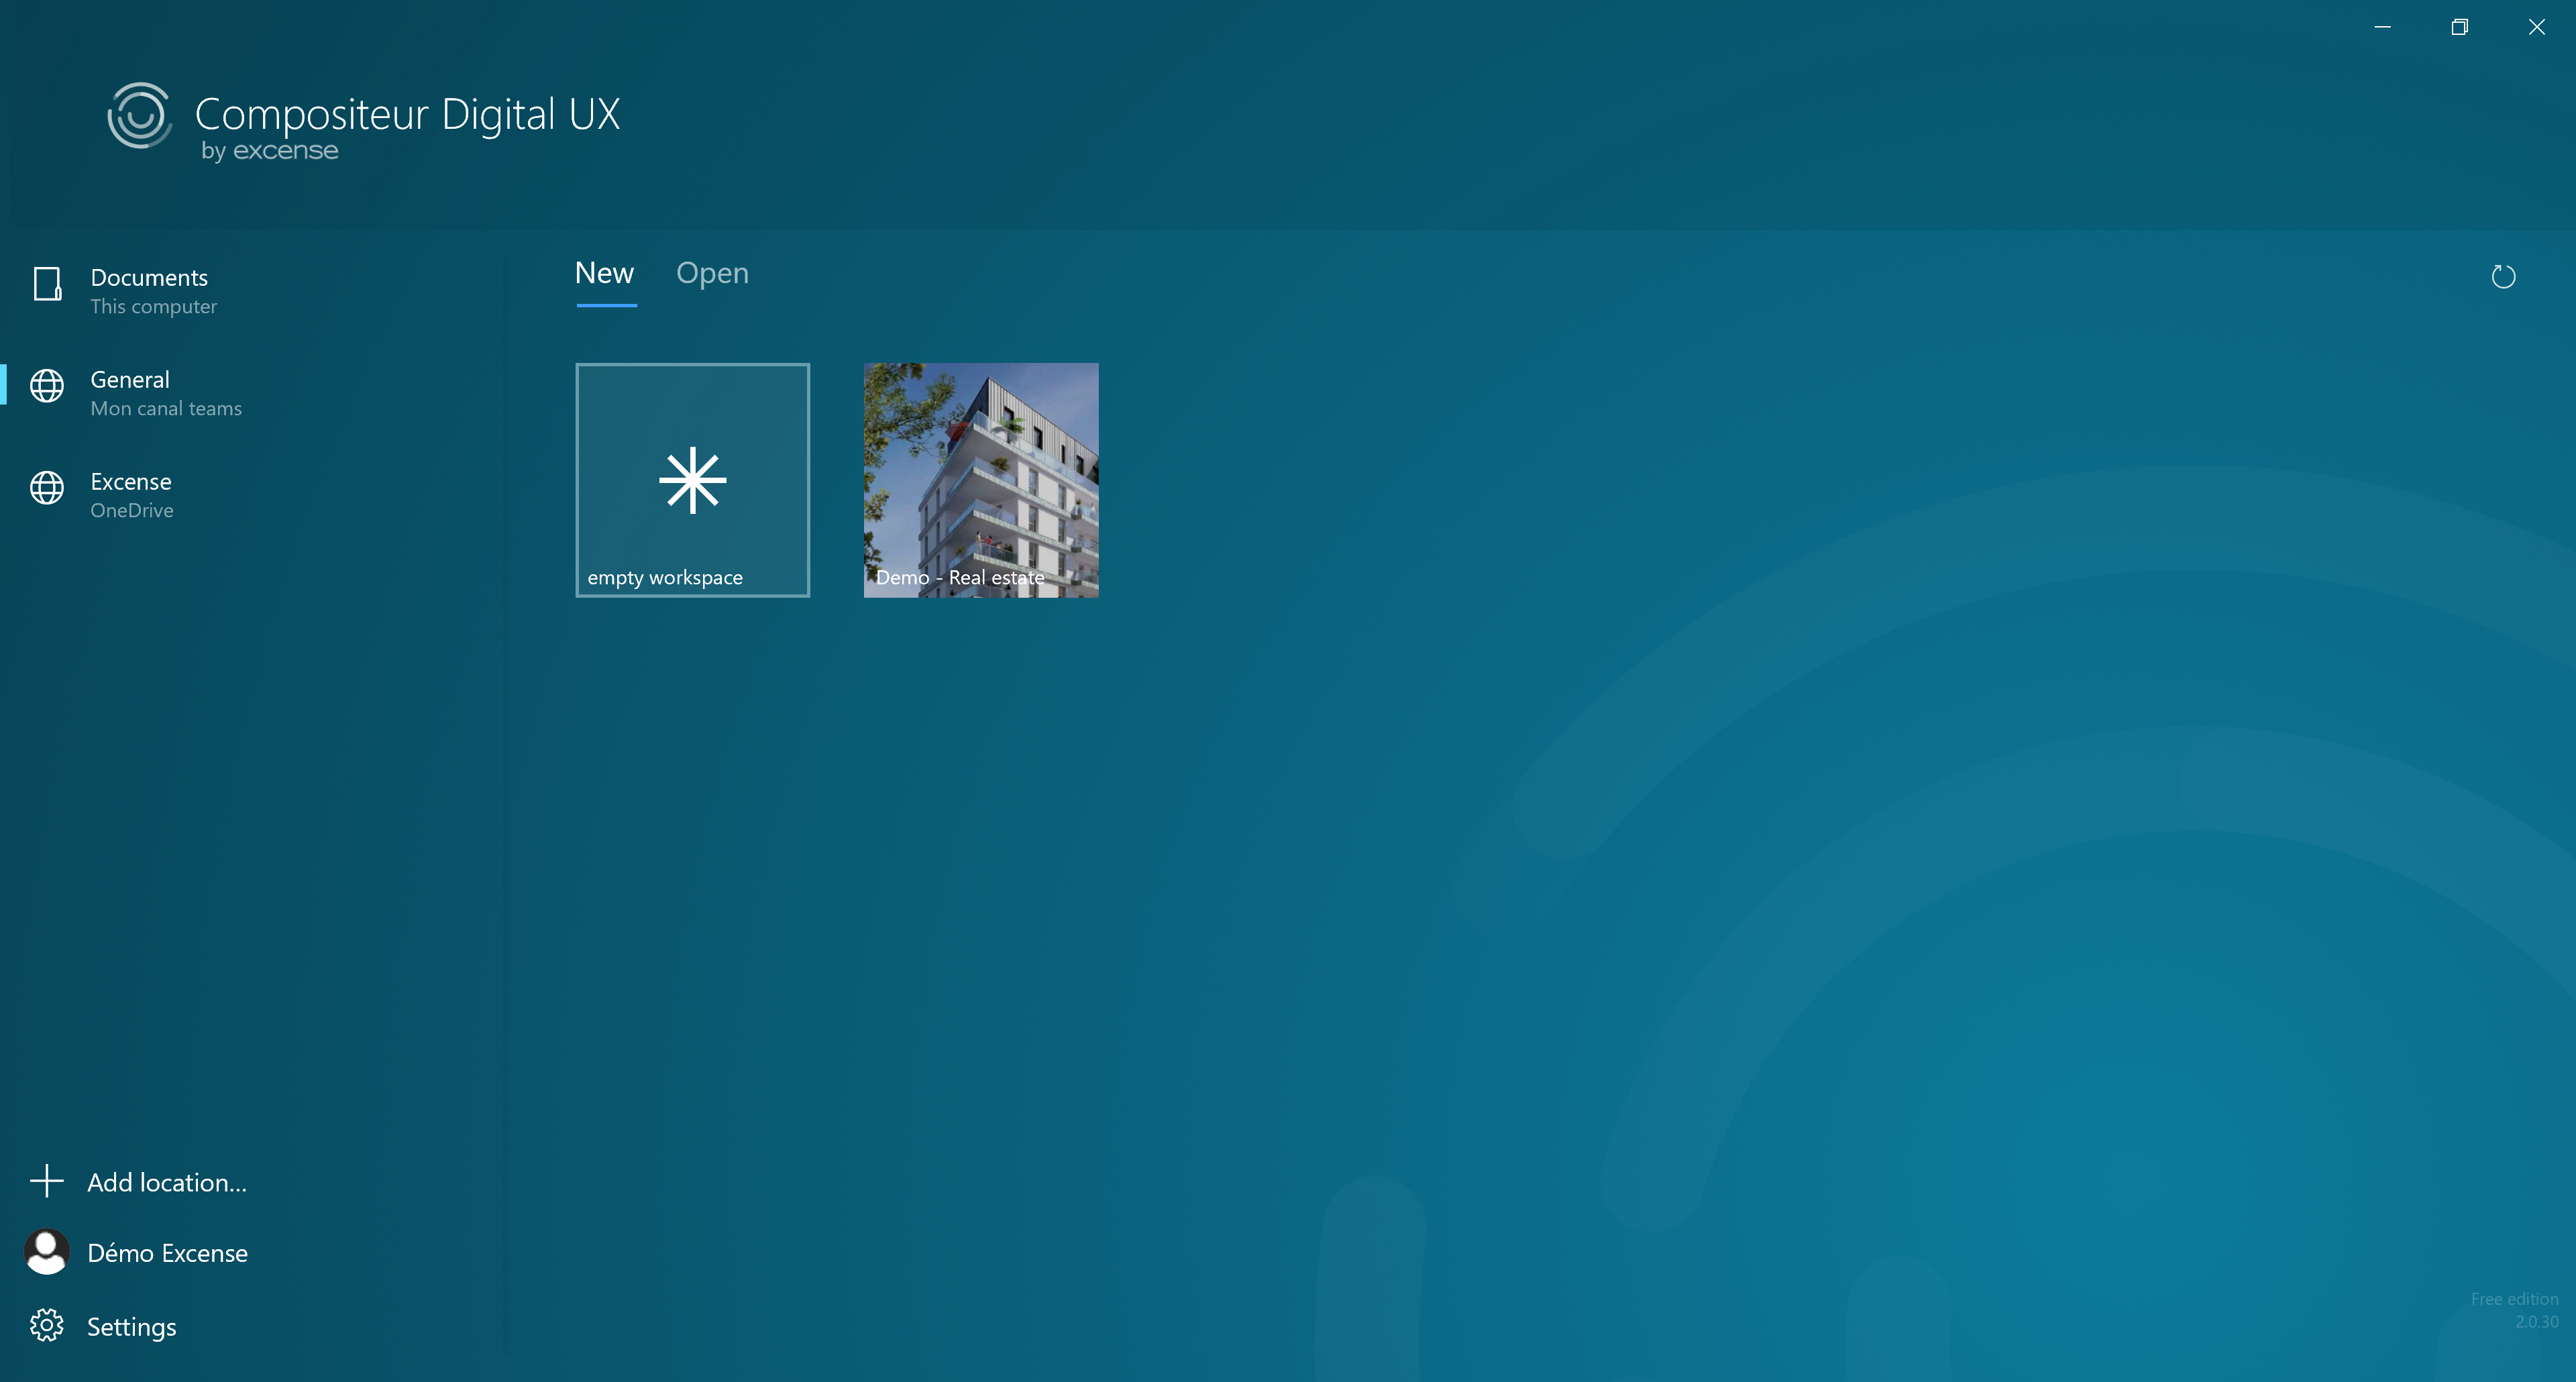 Compositeur Digital UX
by excense
Documents
This computer
General
Mon canal teams
Excense
OneDrive
New
Open
empty workspace
Demo - Real estate
Add location...
Démo Excense
Settings
Free edition
2.0.30